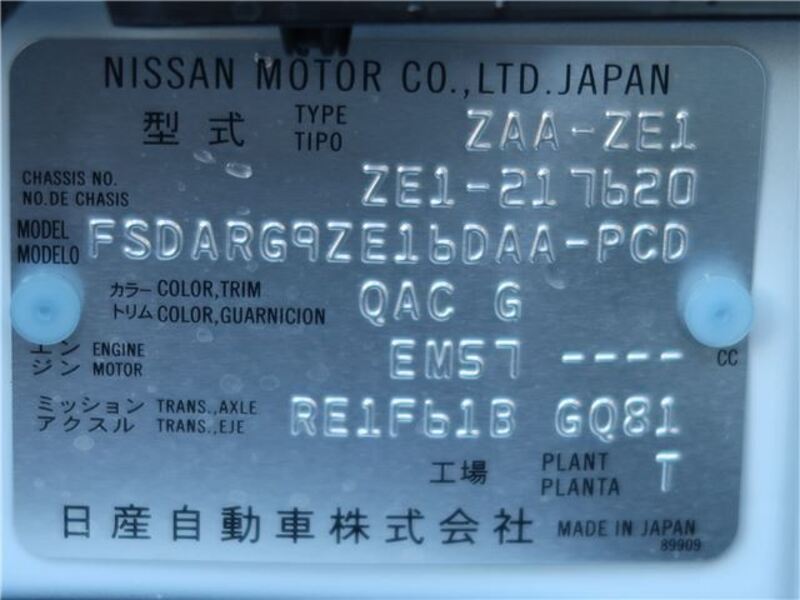 NISSAN MOTOR CO.,LTD.JAPAN
型式 TYPE TIPO ZAA-ZE1
CHASSIS NO. NO.DE CHASIS ZE1-217620
MODEL MODELO FSDARG9ZE16DAA-PCD
カラー COLOR,TRIM
トリム COLOR,GUARNICION QAC G
エンジン ENGINE MOTOR EM57 ---- CC
ミッション TRANS.,AXLE
アクスル TRANS.,EJE RE1F61B GQ81
工場 PLANT PLANTA T
日産自動車株式会社 MADE IN JAPAN
89909